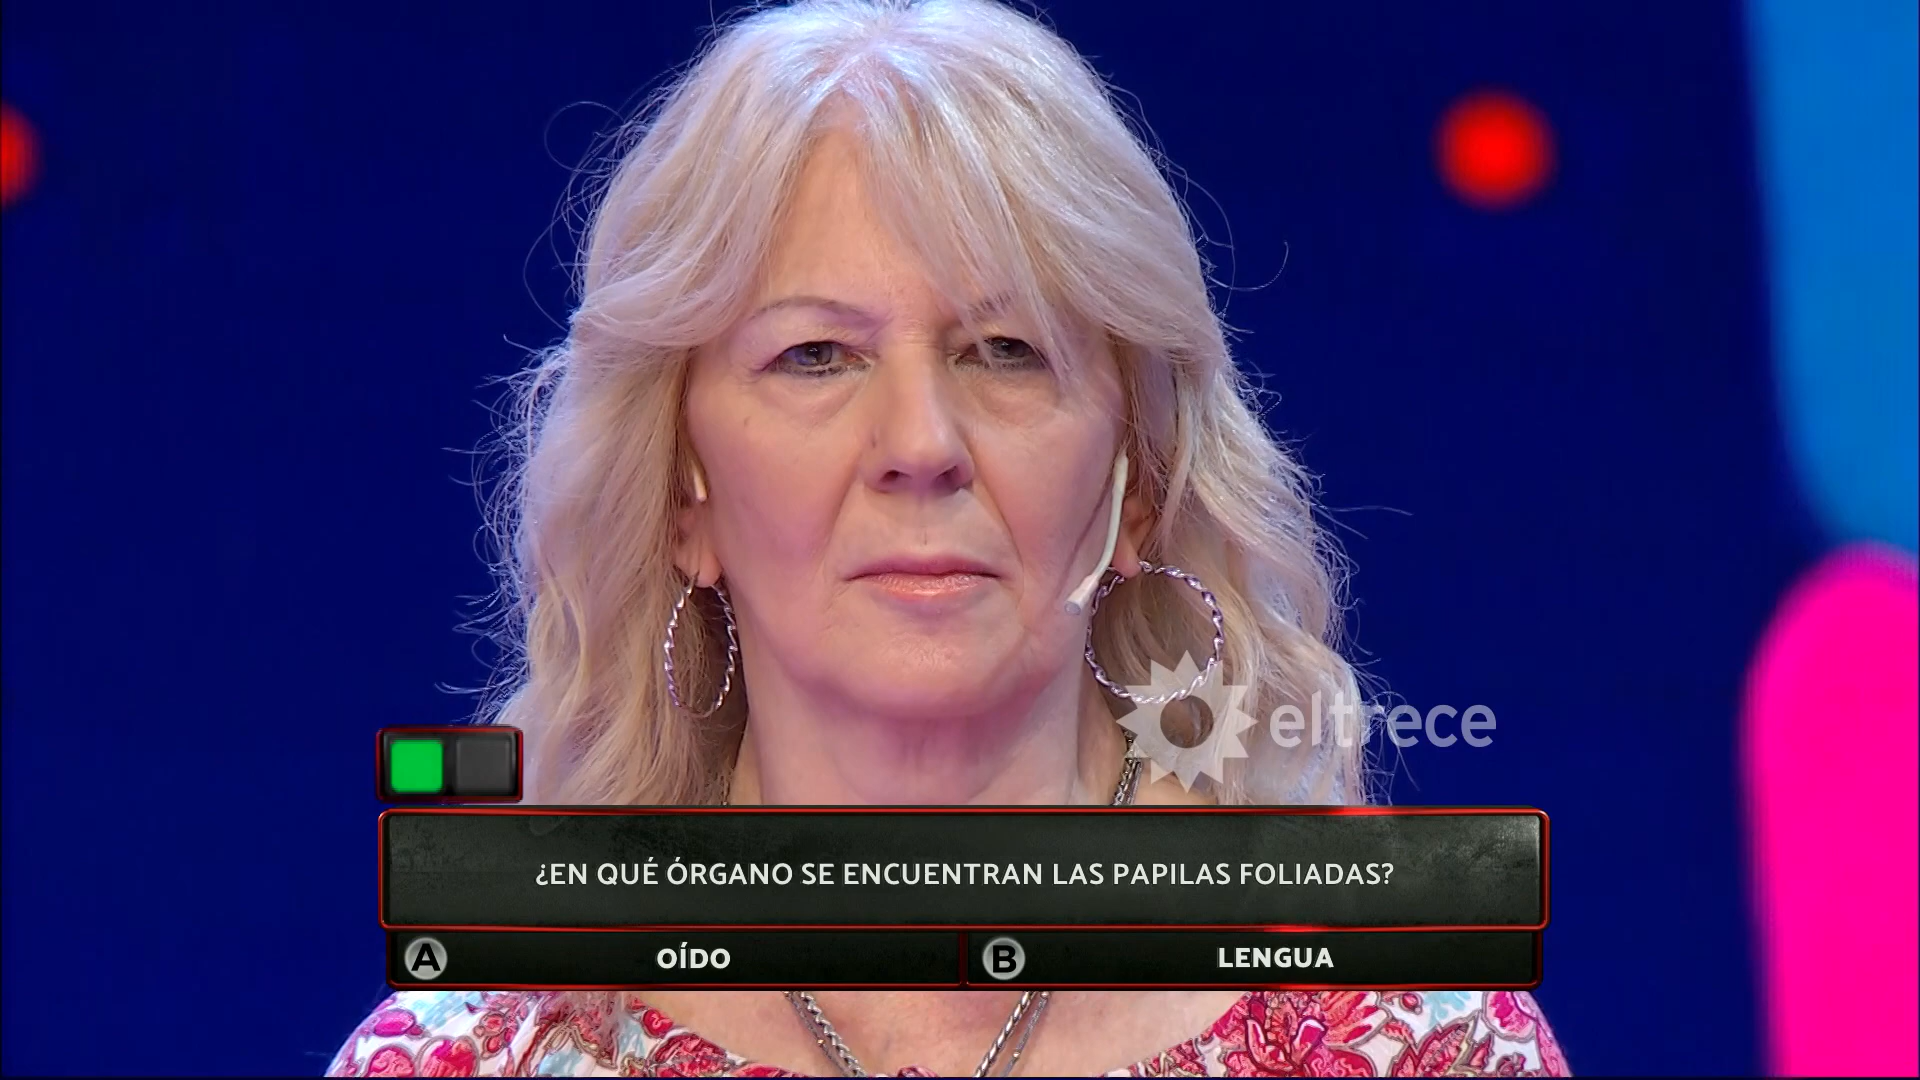 eltrece
¿EN QUÉ ÓRGANO SE ENCUENTRAN LAS PAPILAS FOLIADAS?
A OÍDO
B LENGUA